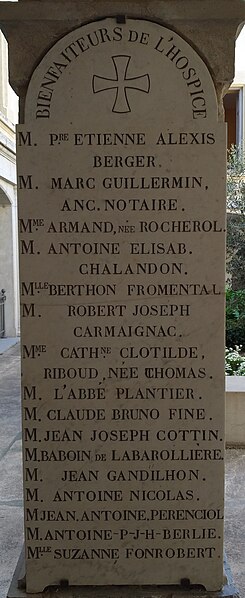 BIENFAITEURS DE L'HOSPICE
M. PRE ETIENNE ALEXIS
BERGER.
M. MARC GUILLERMIN,
ANC. NOTAIRE.
MME ARMAND, NÉE ROCHEROL.
M. ANTOINE ELISAB.
CHALANDON.
MLLE BERTHON FROMENTAL
M. ROBERT JOSEPH
CARMAIGNAC.
MME CATHNE CLOTILDE,
RIBOUD, NÉE THOMAS.
M. L'ABBÉ PLANTIER.
M. CLAUDE BRUNO FINE.
M. JEAN JOSEPH COTTIN.
M. BABOIN DE LABAROLLIERE.
M. JEAN GANDILHON.
M. ANTOINE NICOLAS.
M. JEAN. ANTOINE. PERENCIOL
M. ANTOINE-P-J-H-BERLIE.
MLLE SUZANNE FONROBERT.